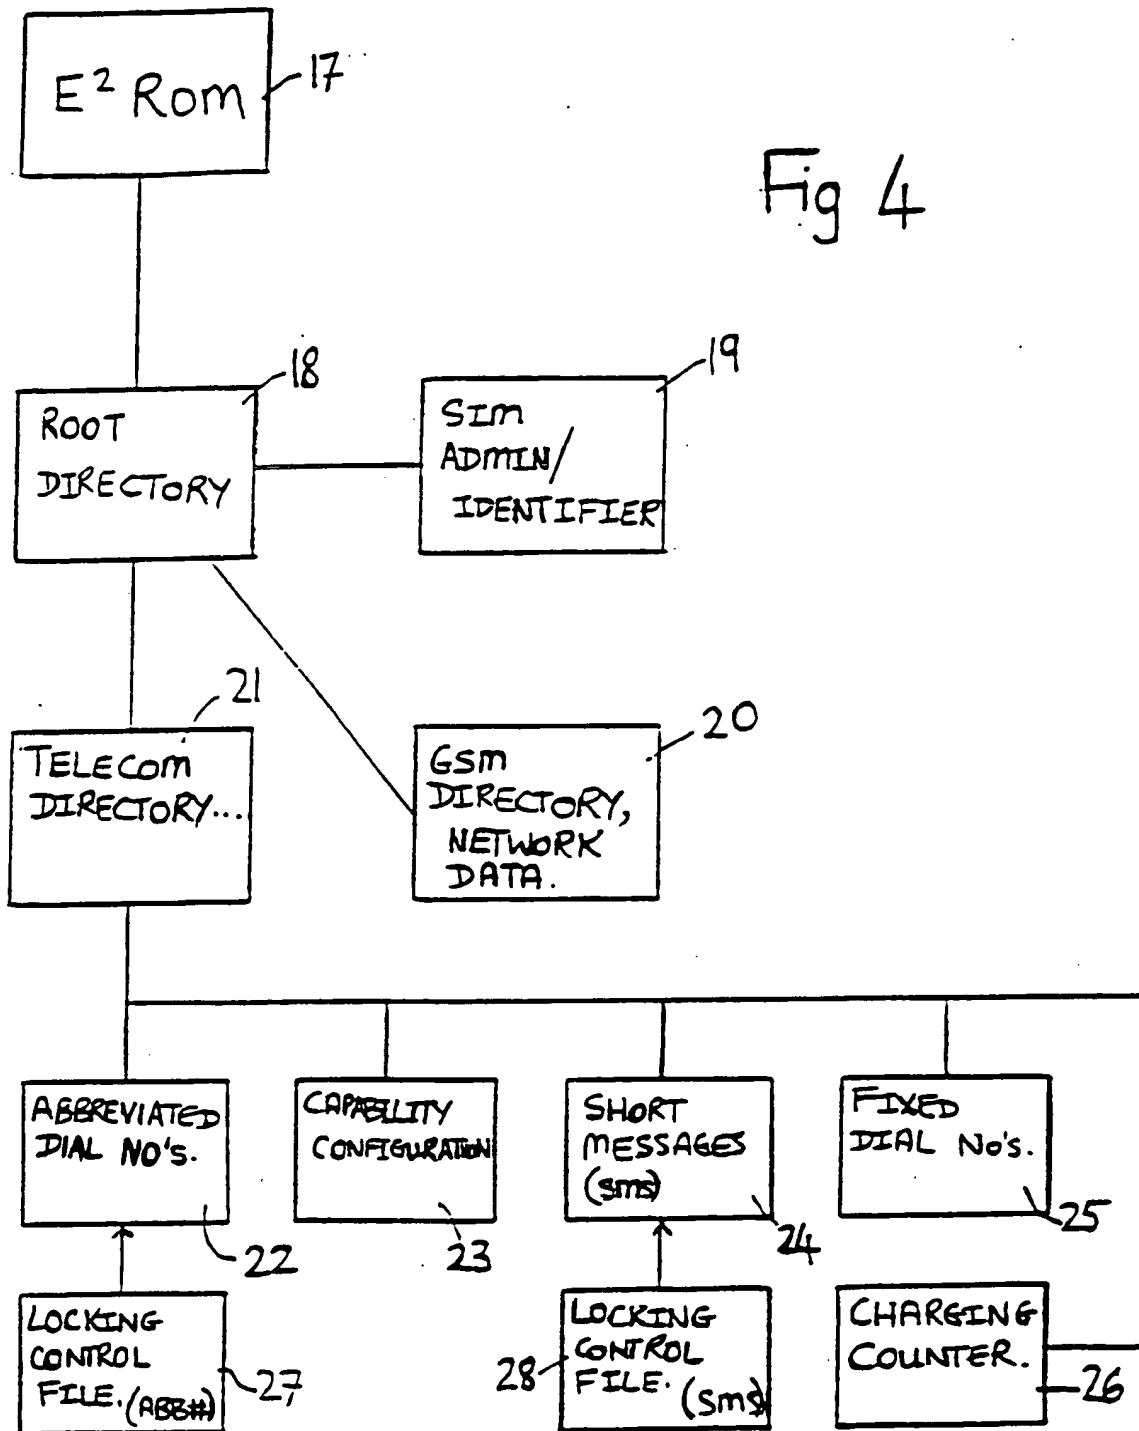 E² Rom
17
Fig 4
18
ROOT
DIRECTORY
19
SIM
ADMIN/
IDENTIFIER
21
TELECOM
DIRECTORY...
20
GSM
DIRECTORY,
NETWORK
DATA.
ABBREVIATED
DIAL NO's.
22
CAPABILITY
CONFIGURATION
23
SHORT
MESSAGES
(SMS)
24
FIXED
DIAL No's.
25
LOCKING
CONTROL
FILE. (ABB#)
27
LOCKING
CONTROL
FILE. (SMS)
28
CHARGING
COUNTER.
26